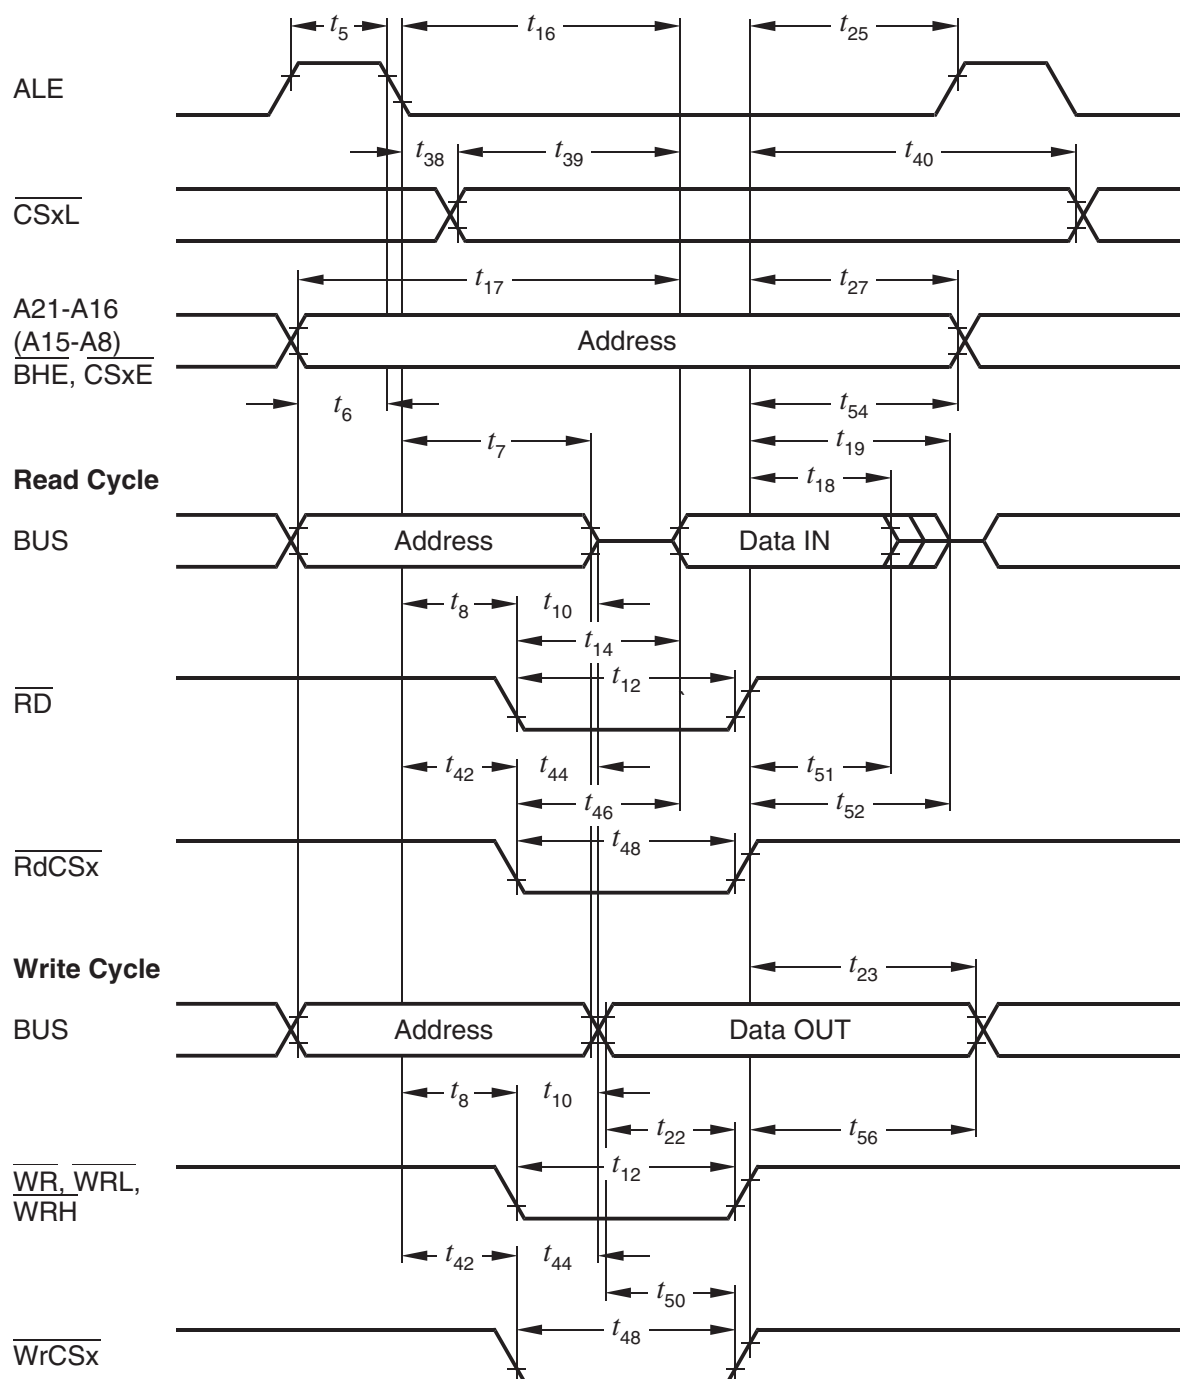 t5 t16 t25
ALE
t38 t39 t40
CSxL
t17 t27
A21-A16
(A15-A8)
BHE, CSxE
Address
t6 t54
t7 t19
Read Cycle
t18
BUS Address Data IN
t8 t10
t14
t12
RD
t42 t44 t51
t46 t52
t48
RdCSx
Write Cycle
t23
BUS Address Data OUT
t8 t10
t22 t56
t12
WR, WRL,
WRH
t42 t44
t50
t48
WrCSx